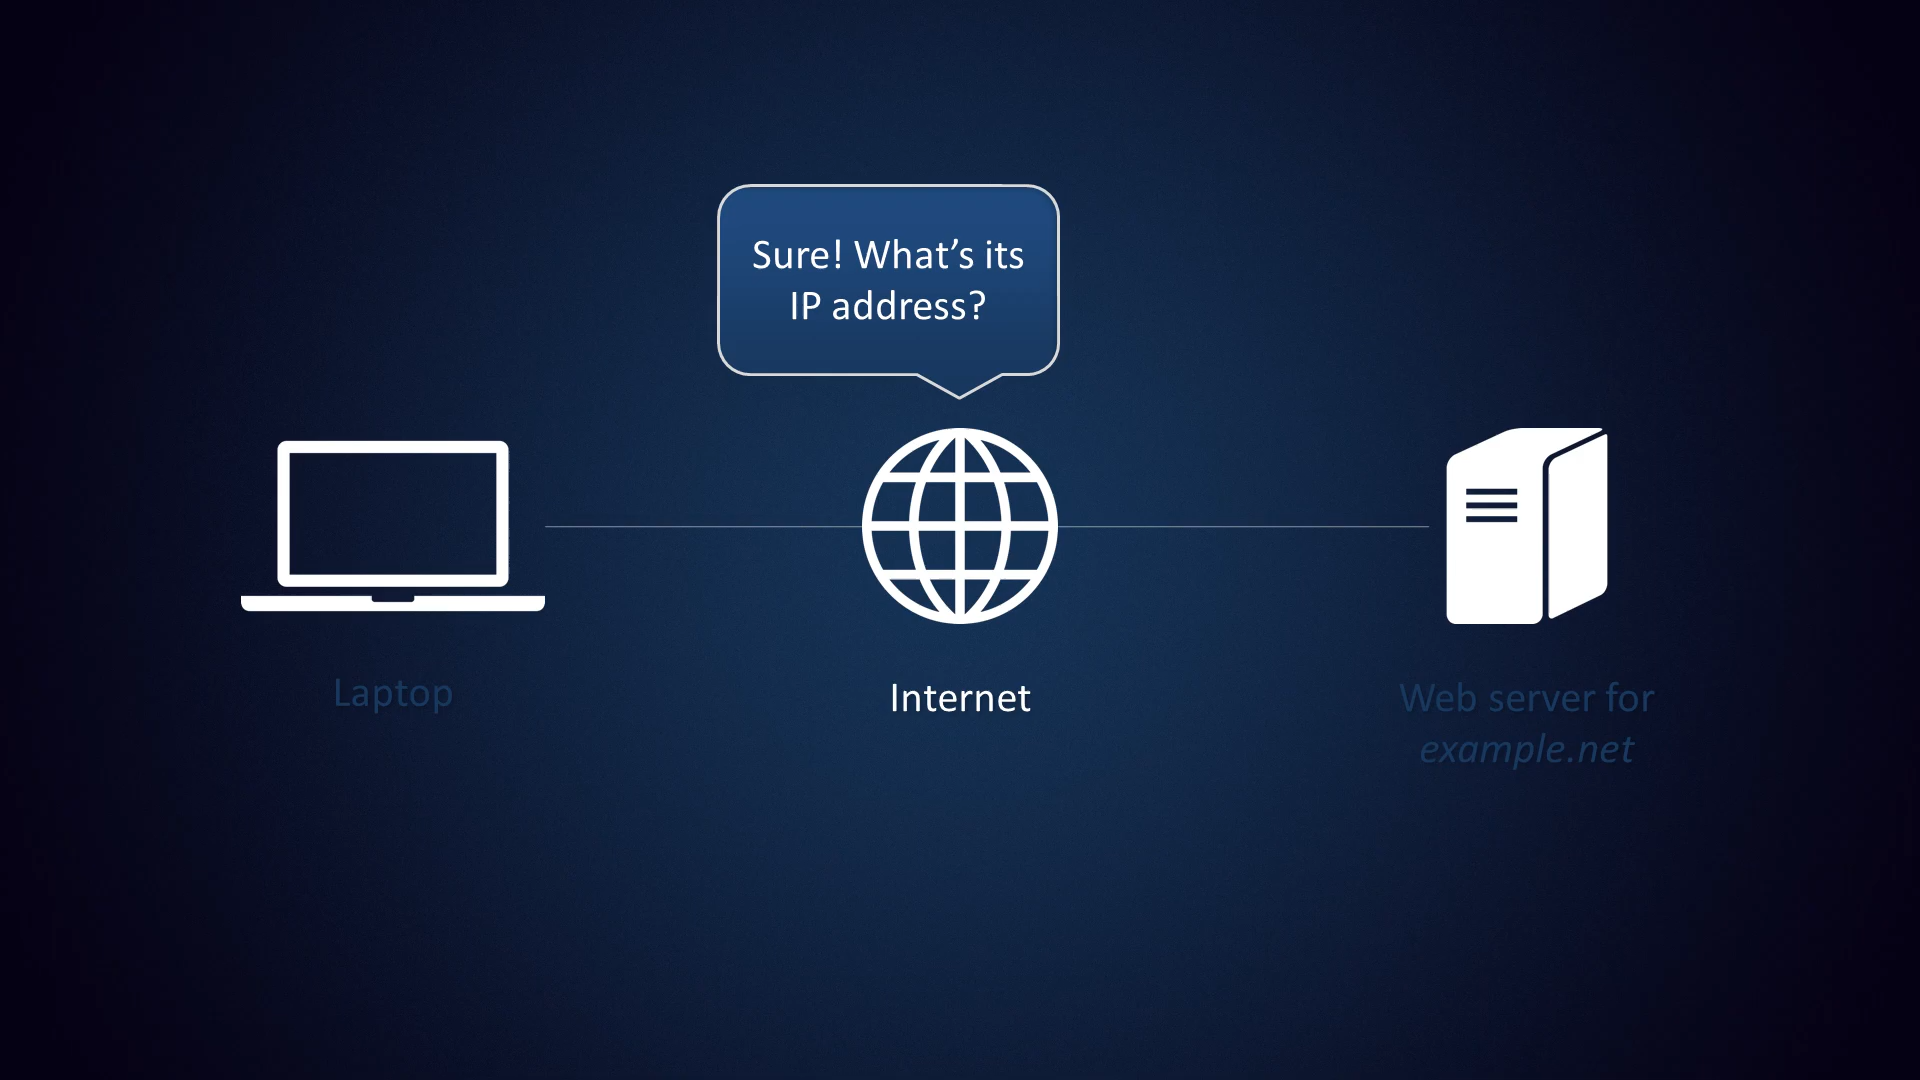 Sure! What’s its
IP address?
Laptop
Internet
Web server for
example.net